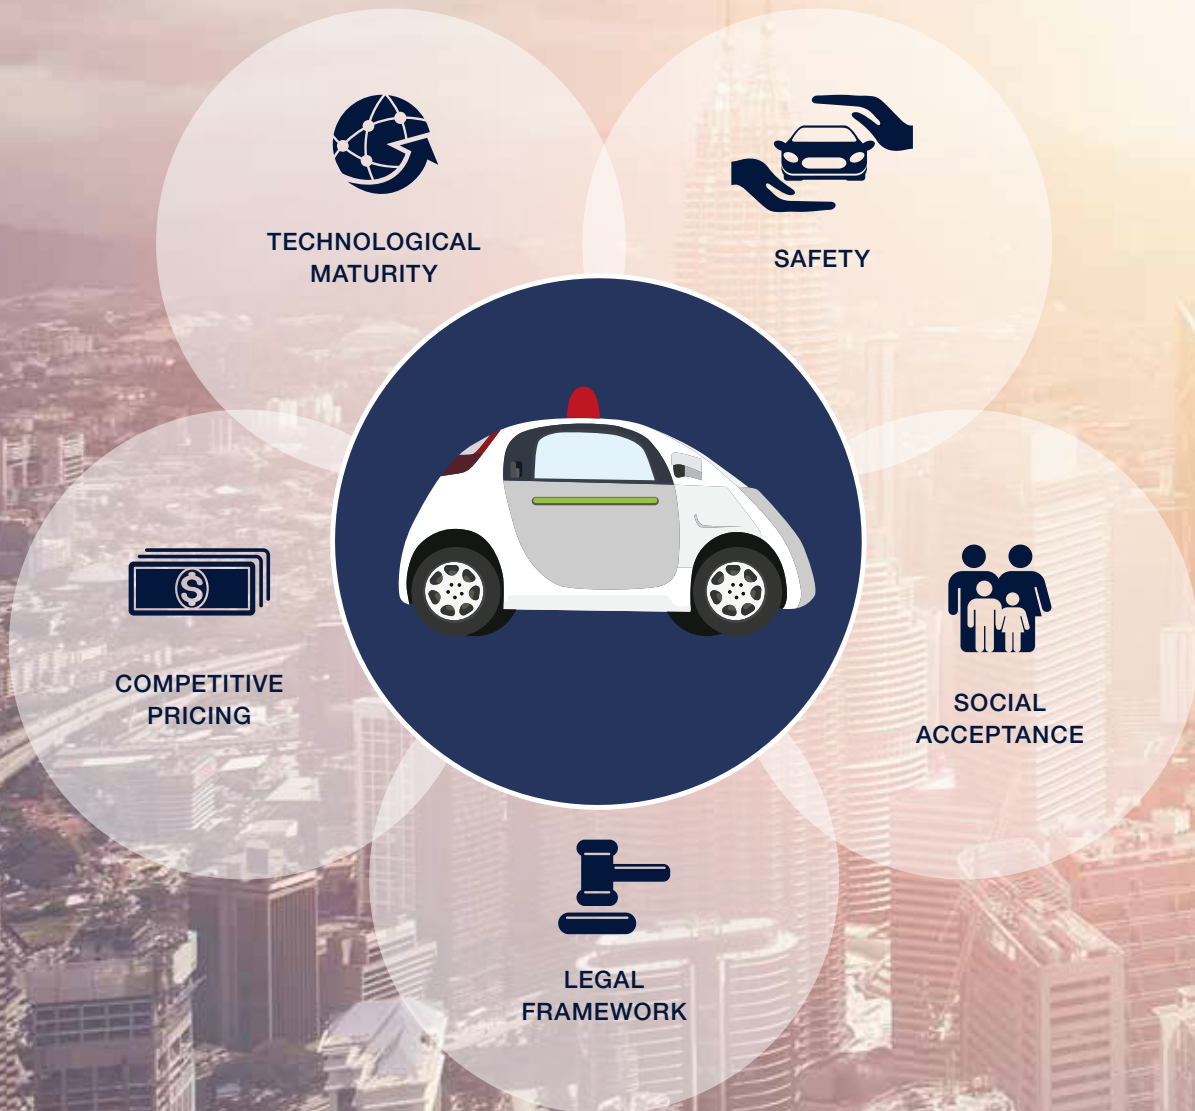 TECHNOLOGICAL
MATURITY
SAFETY
COMPETITIVE
PRICING
SOCIAL
ACCEPTANCE
LEGAL
FRAMEWORK